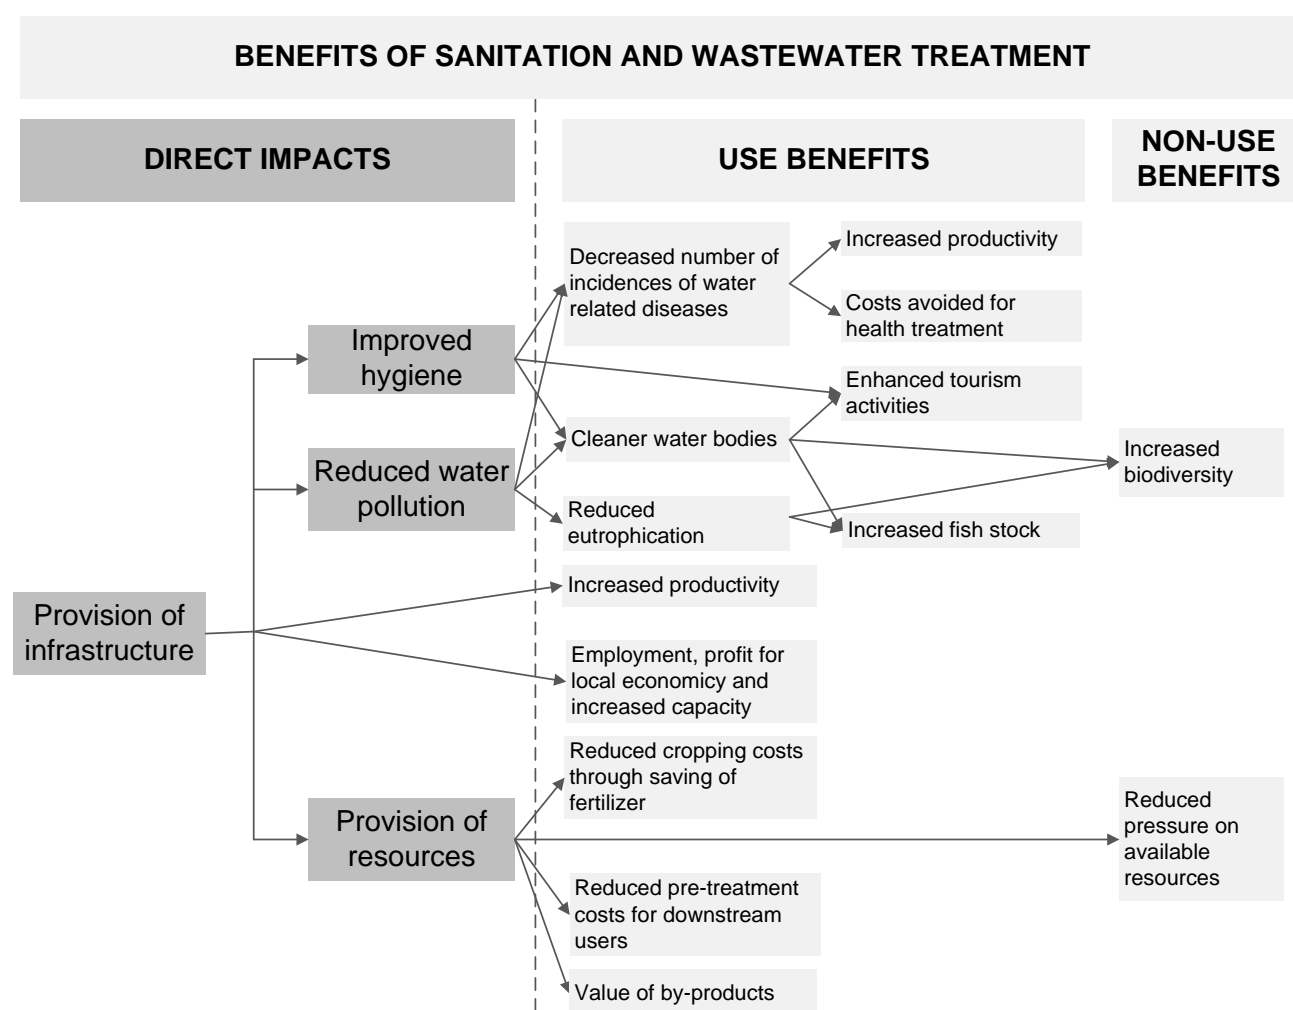 BENEFITS OF SANITATION AND WASTEWATER TREATMENT
DIRECT IMPACTS
USE BENEFITS
NON-USE
BENEFITS
Provision of
infrastructure
Improved
hygiene
Reduced water
pollution
Provision of
resources
Decreased number of
incidences of water
related diseases
Cleaner water bodies
Reduced
eutrophication
Increased productivity
Employment, profit for
local economicy and
increased capacity
Reduced cropping costs
through saving of
fertilizer
Reduced pre-treatment
costs for downstream
users
Value of by-products
Increased productivity
Costs avoided for
health treatment
Enhanced tourism
activities
Increased fish stock
Increased
biodiversity
Reduced
pressure on
available
resources